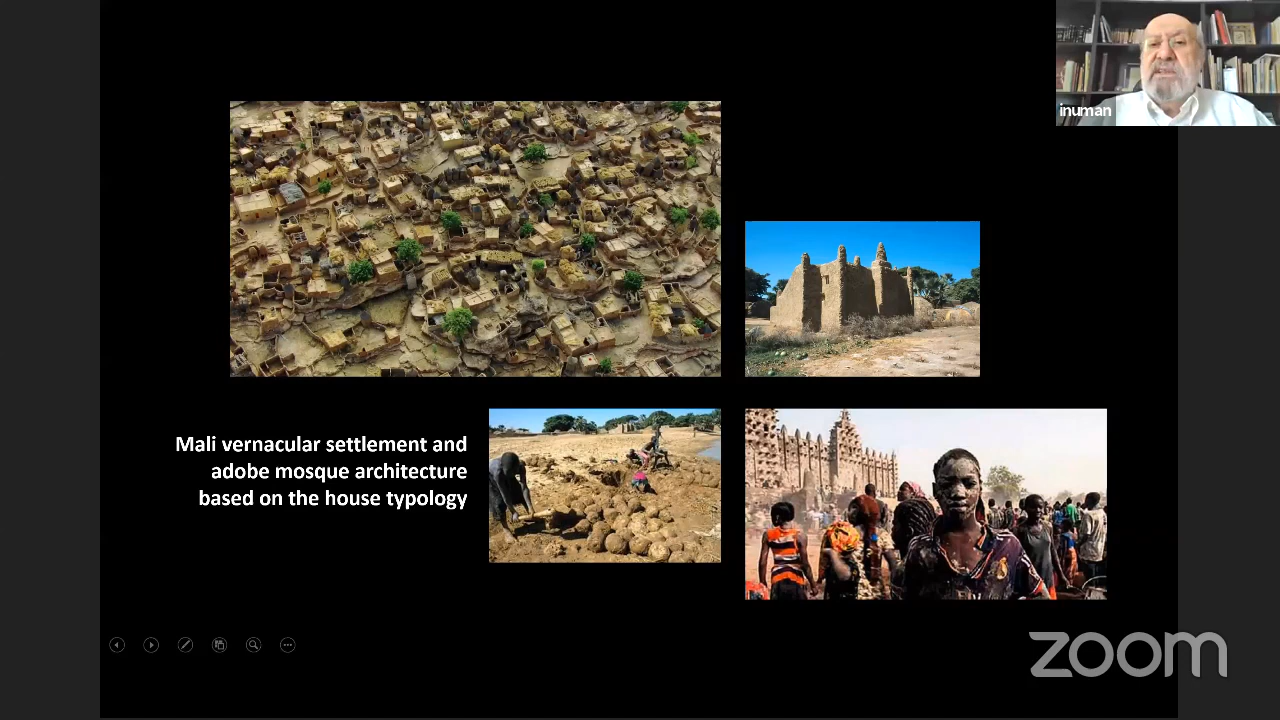 inuman
Mali vernacular settlement and
adobe mosque architecture
based on the house typology
zoom